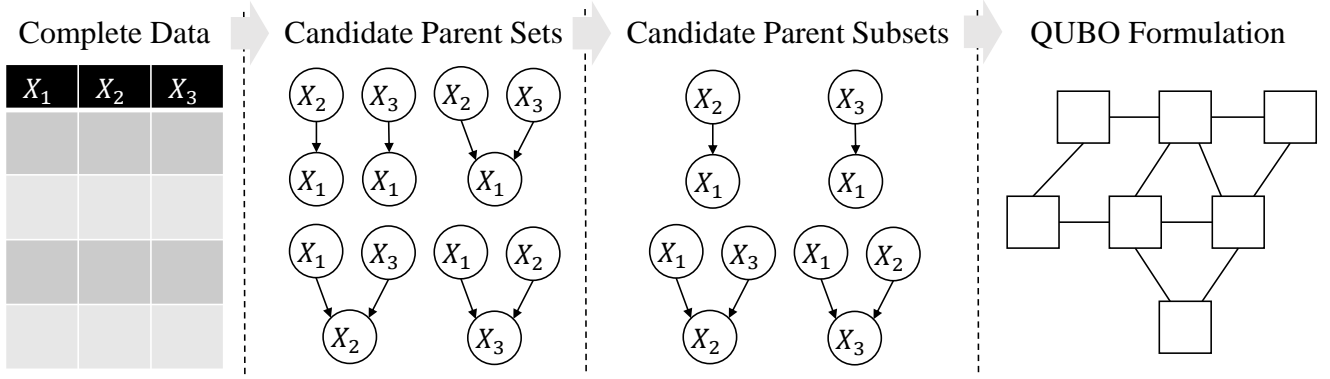 Complete Data
Candidate Parent Sets
Candidate Parent Subsets
QUBO Formulation
X₁ X₂ X₃
X₂ X₃ X₂ X₃
X₁ X₁ X₁
X₁ X₃ X₁ X₂
X₂ X₃
X₂ X₃
X₁ X₁
X₁ X₃ X₁ X₂
X₂ X₃